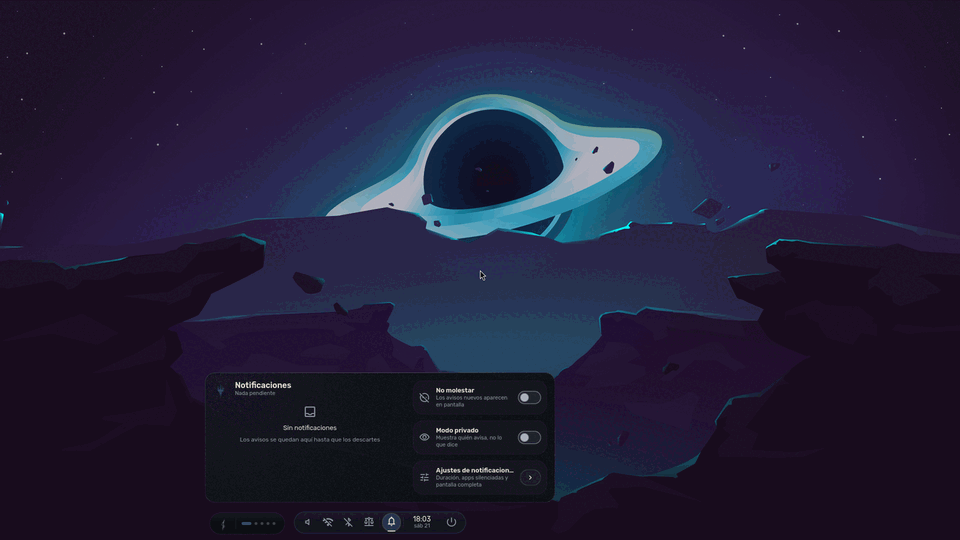 Notificaciones
Nada pendiente
Sin notificaciones
Los avisos se quedan aquí hasta que los descartes
No molestar
Los avisos nuevos aparecen
en pantalla
Modo privado
Muestra quién avisa, no lo
que dice
Ajustes de notificacion...
Duración, apps silenciadas y
pantalla completa
18:03
sáb 21